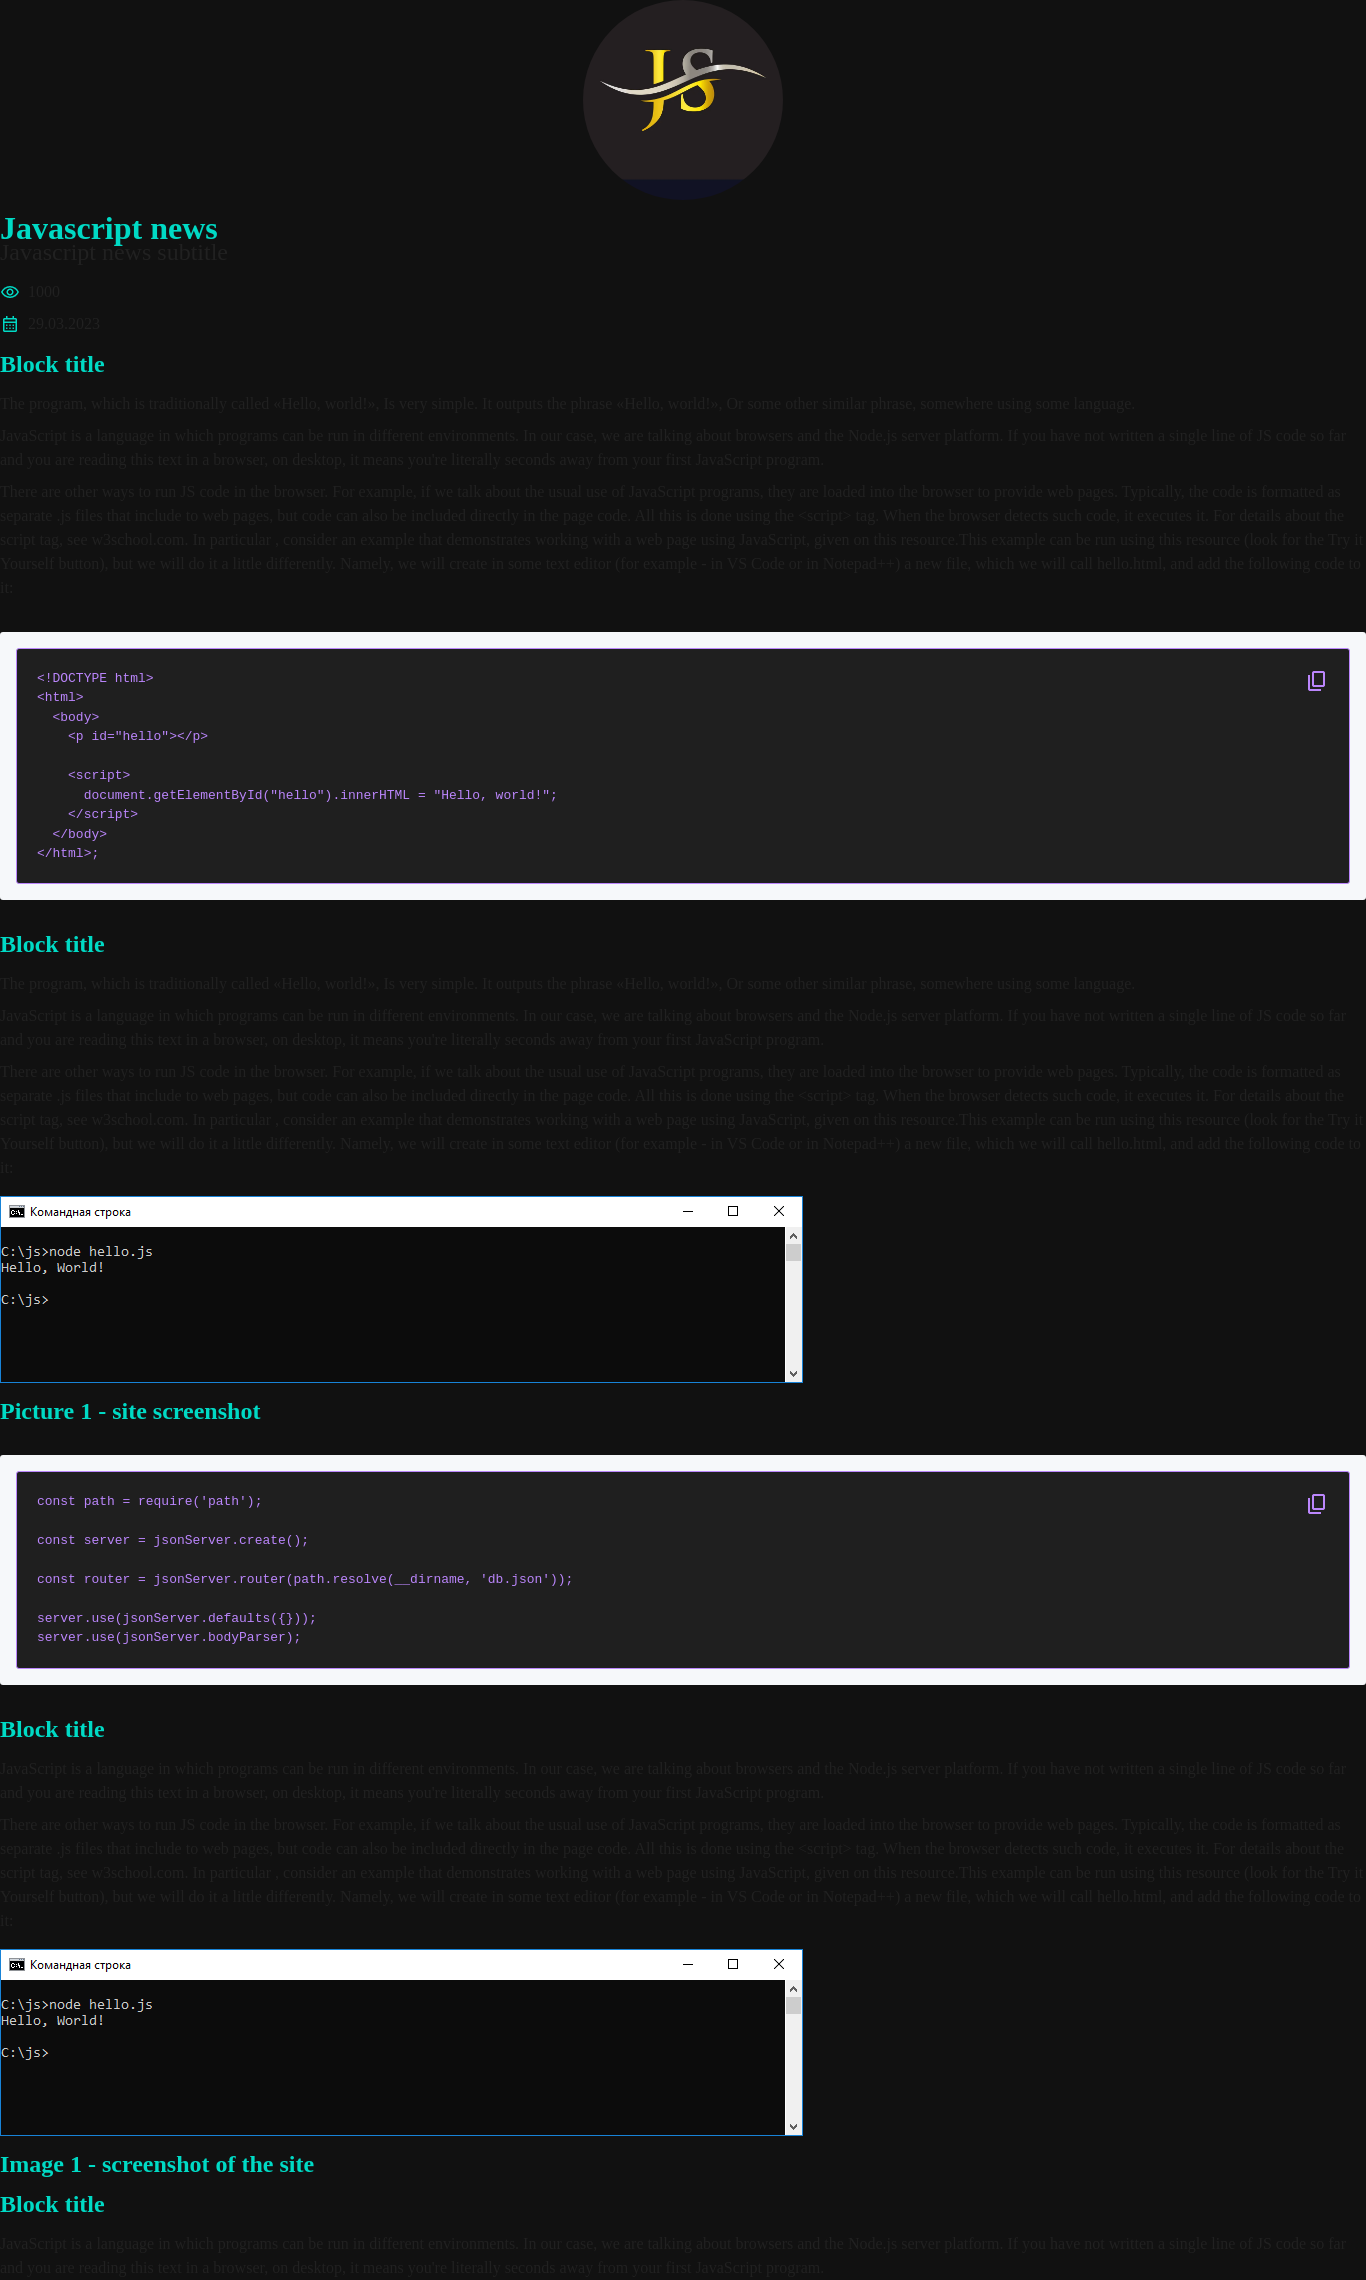 JS
Javascript news
Javascript news subtitle
1000
29.03.2023
Block title
The program, which is traditionally called «Hello, world!», Is very simple. It outputs the phrase «Hello, world!», Or some other similar phrase, somewhere using some language.
JavaScript is a language in which programs can be run in different environments. In our case, we are talking about browsers and the Node.js server platform. If you have not written a single line of JS code so far
and you are reading this text in a browser, on desktop, it means you're literally seconds away from your first JavaScript program.
There are other ways to run JS code in the browser. For example, if we talk about the usual use of JavaScript programs, they are loaded into the browser to provide web pages. Typically, the code is formatted as
separate .js files that include to web pages, but code can also be included directly in the page code. All this is done using the <script> tag. When the browser detects such code, it executes it. For details about the
script tag, see w3school.com  In particular , consider an example that demonstrates working with a web page using JavaScript, given on this resource.This example can be run using this resource (look for the Try it
Yourself button), but we will do it a little differently. Namely, we will create in some text editor (for example - in VS Code or in Notepad++) a new file, which we will call hello.html, and add the following code to
it:
<!DOCTYPE html>
<html>
  <body>
    <p id="hello"></p>
    <script>
      document.getElementById("hello").innerHTML = "Hello, world!";
    </script>
  </body>
</html>;
Block title
The program, which is traditionally called «Hello, world!», Is very simple. It outputs the phrase «Hello, world!», Or some other similar phrase, somewhere using some language.
JavaScript is a language in which programs can be run in different environments. In our case, we are talking about browsers and the Node.js server platform. If you have not written a single line of JS code so far
and you are reading this text in a browser, on desktop, it means you're literally seconds away from your first JavaScript program.
There are other ways to run JS code in the browser. For example, if we talk about the usual use of JavaScript programs, they are loaded into the browser to provide web pages. Typically, the code is formatted as
separate .js files that include to web pages, but code can also be included directly in the page code. All this is done using the <script> tag. When the browser detects such code, it executes it. For details about the
script tag, see w3school.com. In particular , consider an example that demonstrates working with a web page using JavaScript, given on this resource.This example can be run using this resource (look for the Try it
Yourself button), but we will do it a little differently. Namely, we will create in some text editor (for example - in VS Code or in Notepad++) a new file, which we will call hello.html, and add the following code to
it:
Командная строка
C:\js>node hello.js
Hello, World!
C:\js>
Picture 1 - site screenshot
const path = require('path');
const server = jsonServer.create();
const router = jsonServer.router(path.resolve(__dirname, 'db.json'));
server.use(jsonServer.defaults({}));
server.use(jsonServer.bodyParser);
Block title
JavaScript is a language in which programs can be run in different environments. In our case, we are talking about browsers and the Node.js server platform. If you have not written a single line of JS code so far
and you are reading this text in a browser, on desktop, it means you're literally seconds away from your first JavaScript program.
There are other ways to run JS code in the browser. For example, if we talk about the usual use of JavaScript programs, they are loaded into the browser to provide web pages. Typically, the code is formatted as
separate .js files that include to web pages, but code can also be included directly in the page code. All this is done using the <script> tag. When the browser detects such code, it executes it. For details about the
script tag, see w3school.com. In particular , consider an example that demonstrates working with a web page using JavaScript, given on this resource.This example can be run using this resource (look for the Try it
Yourself button), but we will do it a little differently. Namely, we will create in some text editor (for example - in VS Code or in Notepad++) a new file, which we will call hello.html, and add the following code to
it:
Командная строка
C:\js>node hello.js
Hello, World!
C:\js>
Image 1 - screenshot of the site
Block title
JavaScript is a language in which programs can be run in different environments. In our case, we are talking about browsers and the Node.js server platform. If you have not written a single line of JS code so far
and you are reading this text in a browser, on desktop, it means you're literally seconds away from your first JavaScript program.